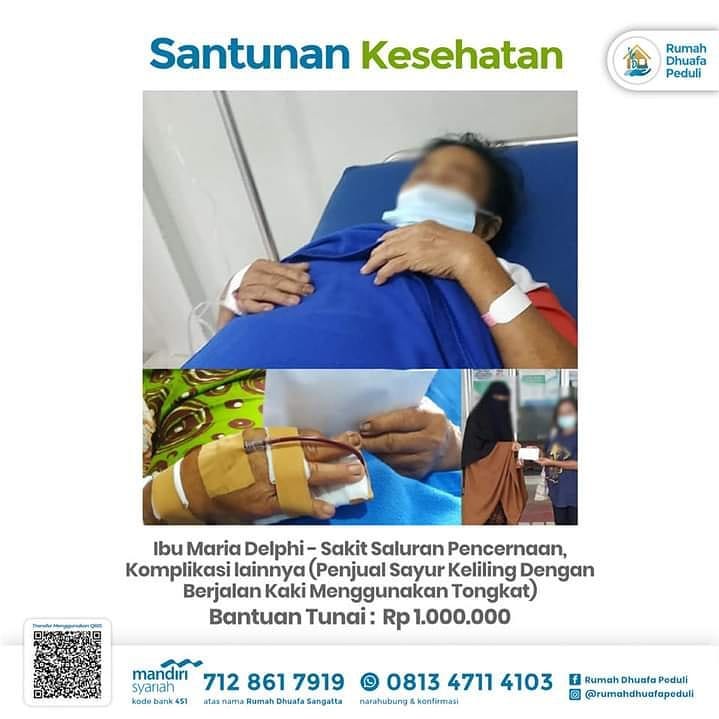 Santunan Kesehatan
Rumah
Dhuafa
Peduli
Ibu Maria Delphi - Sakit Saluran Pencernaan,
Komplikasi lainnya (Penjual Sayur Keliling Dengan
Berjalan Kaki Menggunakan Tongkat)
Bantuan Tunai : Rp 1.000.000
Transfer Menggunakan QRIS
mandiri
syariah
kode bank 451
712 861 7919
atas nama Rumah Dhuafa Sangatta
0813 4711 4103
narahubung & konfirmasi
Rumah Dhuafa Peduli
@rumahdhuafapeduli